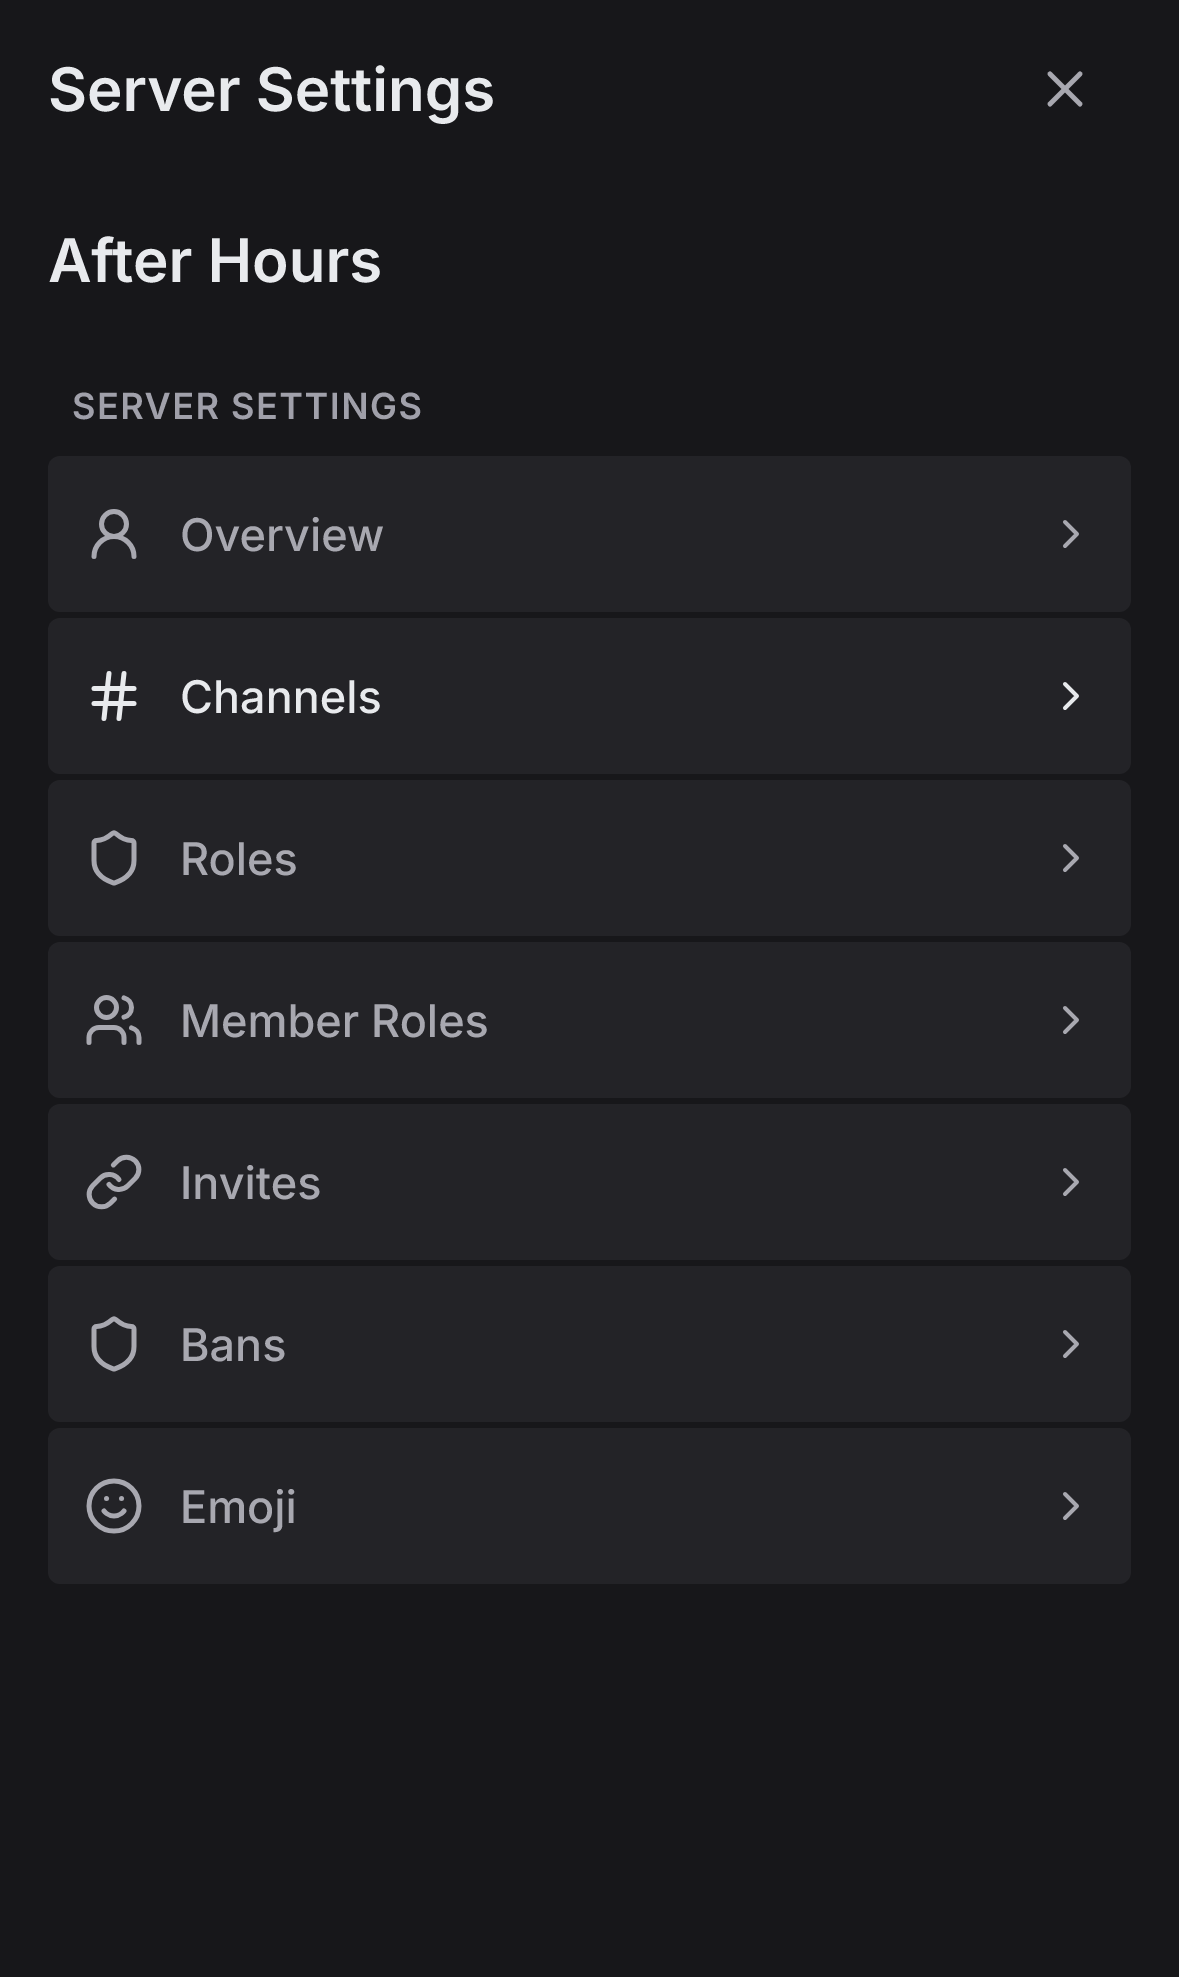 Server Settings
After Hours
SERVER SETTINGS
Overview
Channels
Roles
Member Roles
Invites
Bans
Emoji